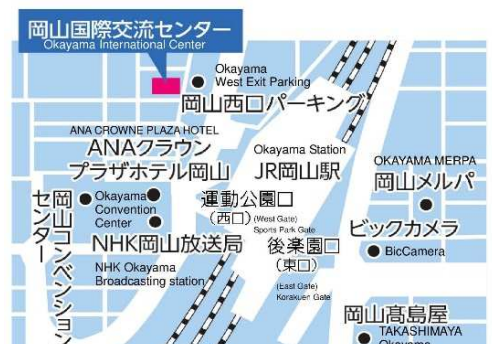 岡山国際交流センター
Okayama International Center
Okayama
West Exit Parking
岡山西口パーキング
ANA CROWNE PLAZA HOTEL
ANAクラウン
プラザホテル岡山
Okayama Station
JR岡山駅
OKAYAMA MERPA
岡山メルパ
岡山コンベンション
センター
Okayama
Convention
Center
運動公園口
(西口)
(West Gate)
Sports Park Gate
後楽園口
(東口)
(East Gate)
Korakuen Gate
ビックカメラ
BicCamera
NHK岡山放送局
NHK Okayama
Broadcasting station
岡山髙島屋
TAKASHIMAYA
Okayama